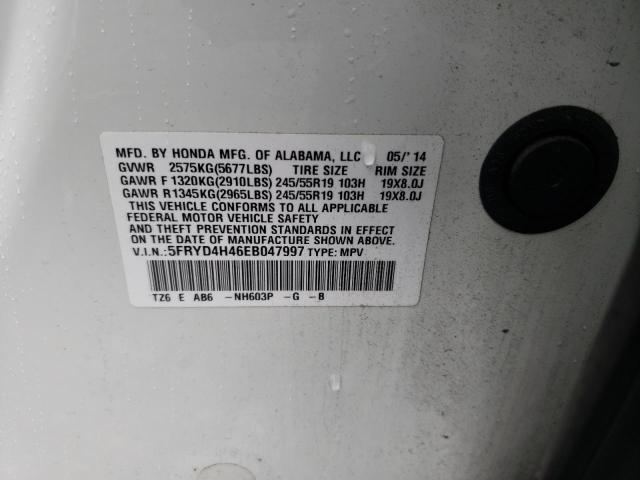 MFD. BY HONDA MFG. OF ALABAMA, LLC 05/'14
GVWR 2575KG(5677LBS) TIRE SIZE RIM SIZE
GAWR F 1320KG(2910LBS) 245/55R19 103H 19X8.0J
GAWR R 1345KG(2965LBS) 245/55R19 103H 19X8.0J
THIS VEHICLE CONFORMS TO ALL APPLICABLE
FEDERAL MOTOR VEHICLE SAFETY
AND THEFT PREVENTION STANDARDS IN EFFECT
ON THE DATE OF MANUFACTURE SHOWN ABOVE.
V.I.N.: 5FRYD4H46EB047997 TYPE: MPV
TZ6 E AB6 -NH603P -G -B